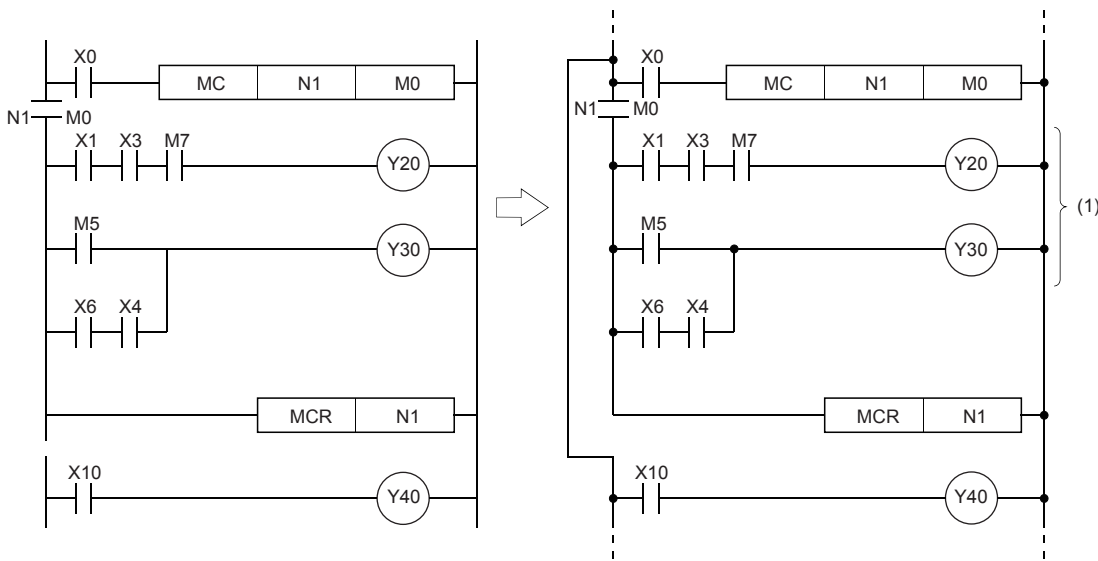 X0
MC N1 M0
N1 M0
X1 X3 M7
Y20
M5
Y30
X6 X4
MCR N1
X10
Y40
X0
MC N1 M0
N1 M0
X1 X3 M7
Y20
(1)
M5
Y30
X6 X4
MCR N1
X10
Y40